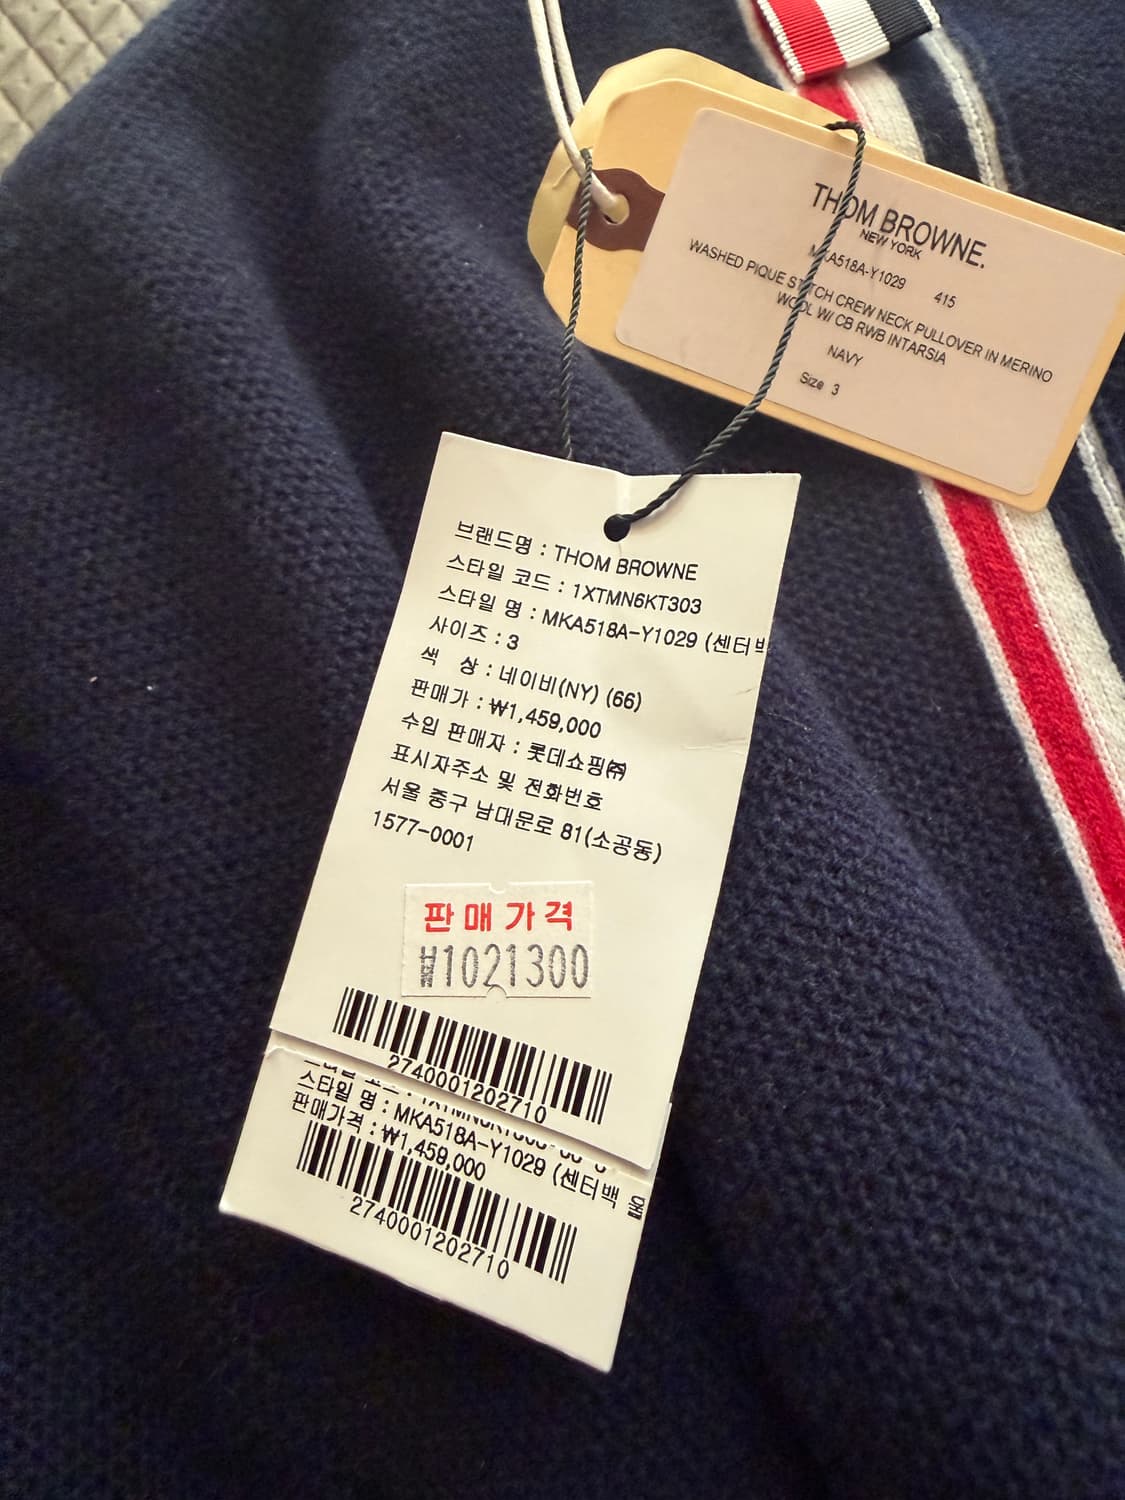 THOM BROWNE.
NEW YORK
MKA518A-Y1029 415
WASHED PIQUE STITCH CREW NECK PULLOVER IN MERINO
WOOL W/ CB RWB INTARSIA
NAVY
Size 3
브랜드명 : THOM BROWNE
스타일 코드 : 1XTMN6KT303
스타일 명 : MKA518A-Y1029 (센터백
사이즈 : 3
색 상 : 네이비(NY) (66)
판매가 : ₩1,459,000
수입 판매자 : 롯데쇼핑㈜
표시자주소 및 전화번호
서울 중구 남대문로 81(소공동)
1577-0001
판매가격
₩1021300
2740001202710
스타일 명 : MKA518A-Y1029 (센터백
판매가격 : ₩1,459,000
2740001202710